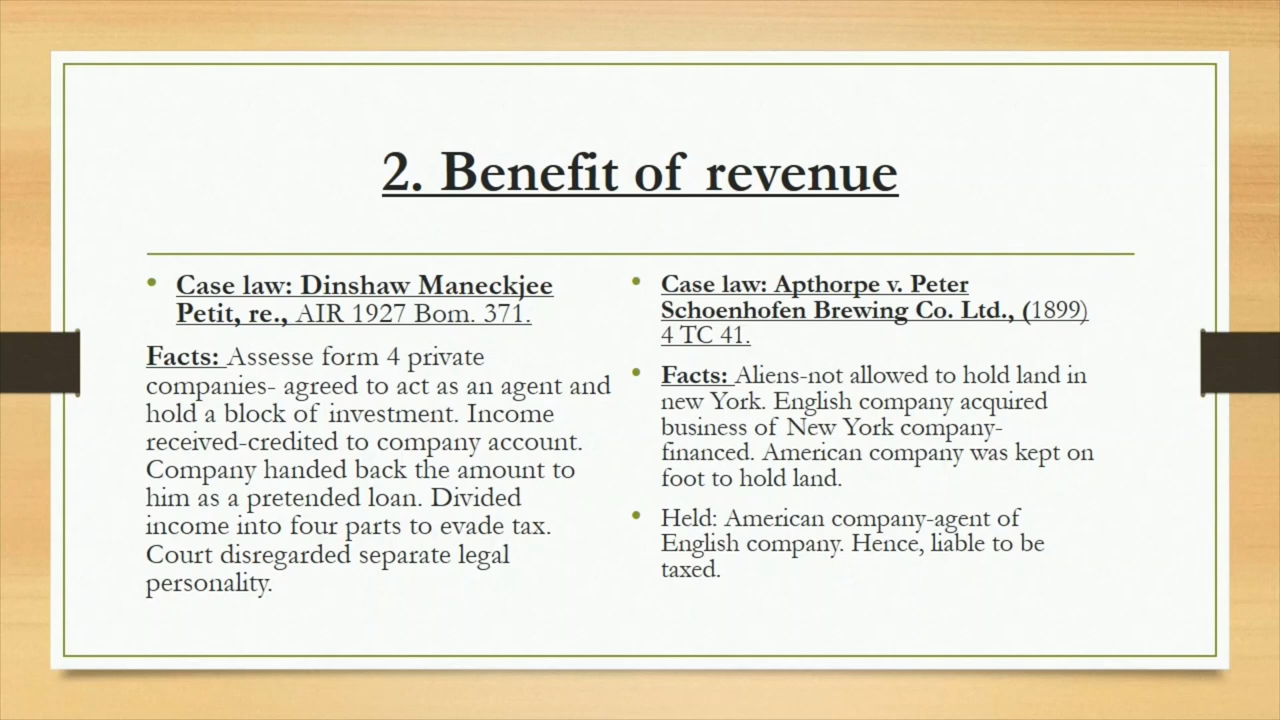 2. Benefit of revenue
• Case law: Dinshaw Maneckjee
Petit, re., AIR 1927 Bom. 371.
Facts: Assesse form 4 private
companies- agreed to act as an agent and
hold a block of investment. Income
received-credited to company account.
Company handed back the amount to
him as a pretended loan. Divided
income into four parts to evade tax.
Court disregarded separate legal
personality.
• Case law: Apthorpe v. Peter
Schoenhofen Brewing Co. Ltd., (1899)
4 TC 41.
• Facts: Aliens-not allowed to hold land in
new York. English company acquired
business of New York company-
financed. American company was kept on
foot to hold land.
• Held: American company-agent of
English company. Hence, liable to be
taxed.